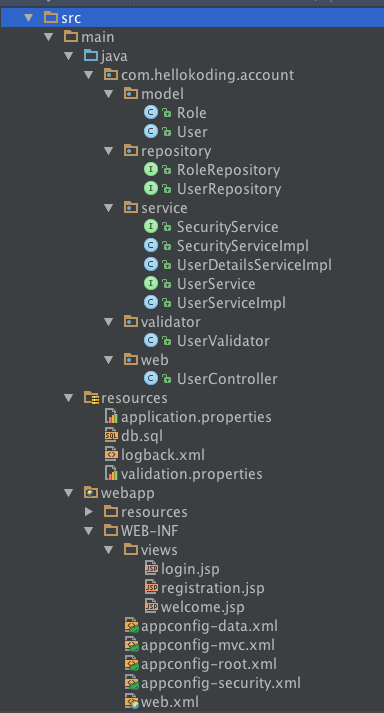 src
main
java
com.hellokoding.account
model
Role
User
repository
RoleRepository
UserRepository
service
SecurityService
SecurityServiceImpl
UserDetailsServiceImpl
UserService
UserServiceImpl
validator
UserValidator
web
UserController
resources
application.properties
db.sql
logback.xml
validation.properties
webapp
resources
WEB-INF
views
login.jsp
registration.jsp
welcome.jsp
appconfig-data.xml
appconfig-mvc.xml
appconfig-root.xml
appconfig-security.xml
web.xml